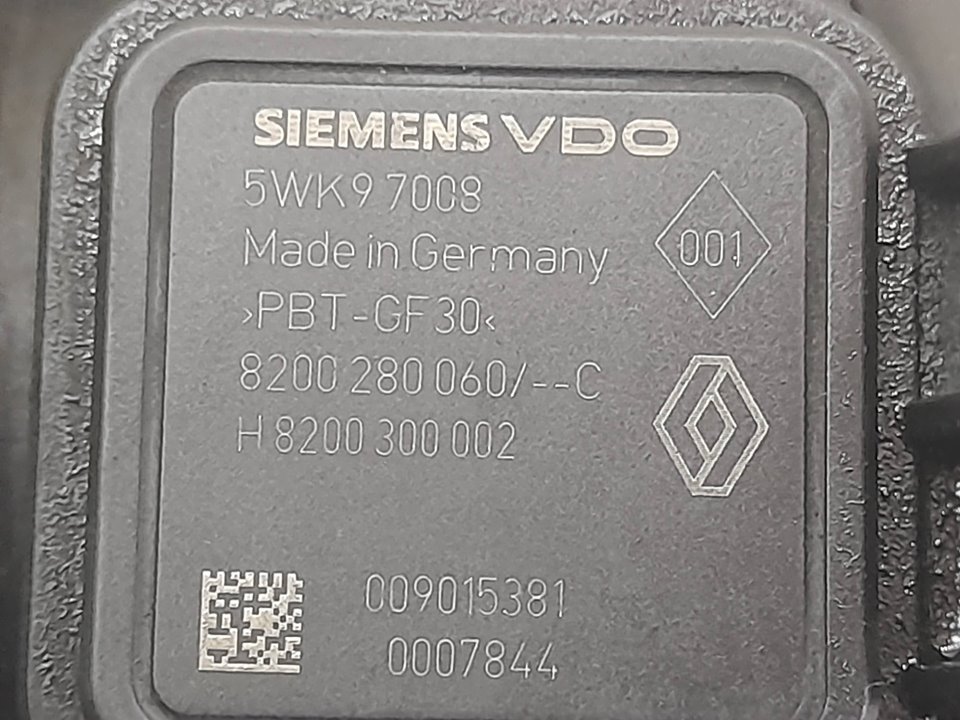 SIEMENS VDO
5WK9 7008
Made in Germany
001
>PBT-GF30<
8200 280 060/--C
H 8200 300 002
009015381
0007844